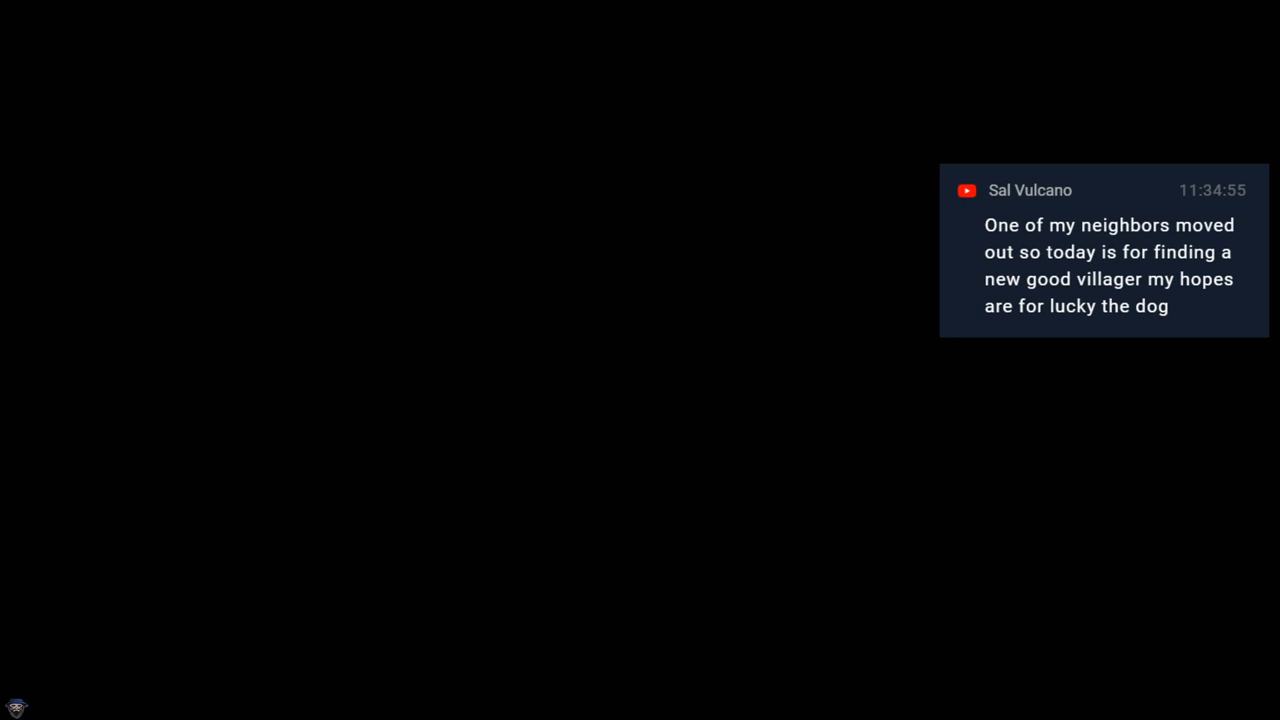 Sal Vulcano 11:34:55
One of my neighbors moved
out so today is for finding a
new good villager my hopes
are for lucky the dog